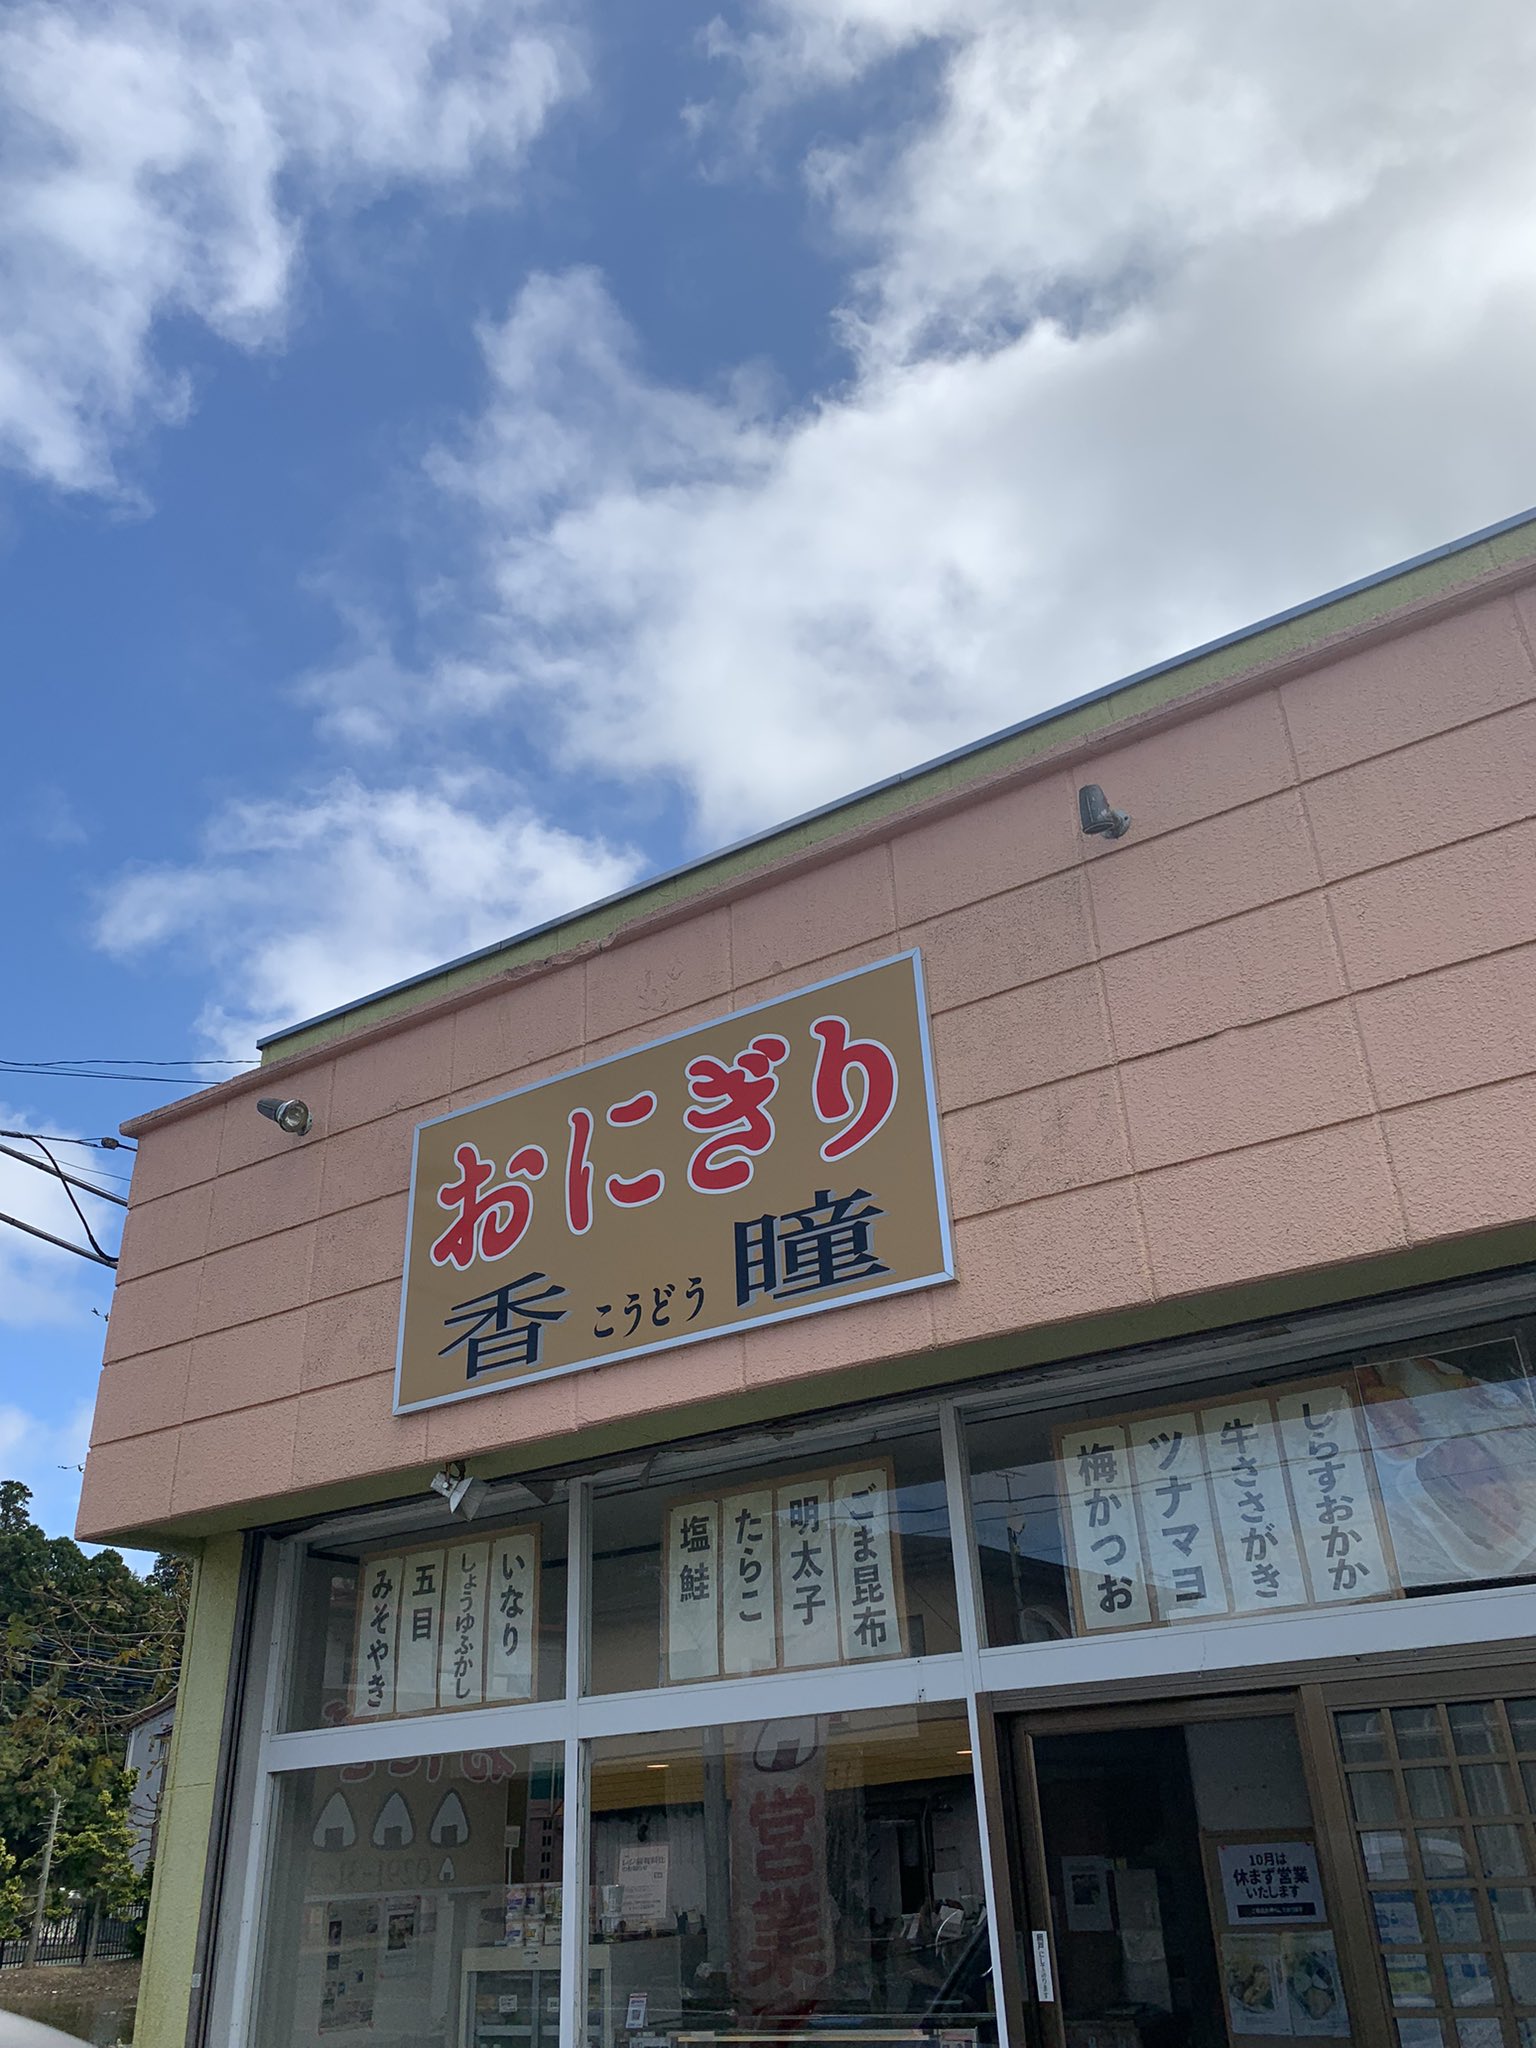 おにぎり
香 こうどう 瞳
いなり
しょうゆふかし
五目
みそやき
ごま昆布
明太子
たらこ
塩鮭
しらすおかか
牛ささがき
ツナマヨ
梅かつお
営業
10月は
休まず営業
いたします